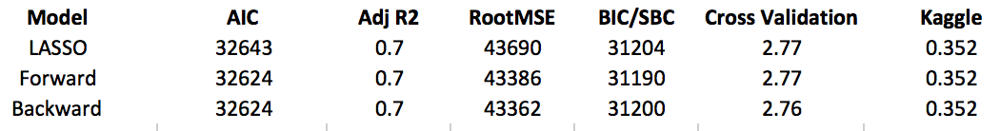 Model AIC Adj R2 RootMSE BIC/SBC Cross Validation Kaggle
LASSO 32643 0.7 43690 31204 2.77 0.352
Forward 32624 0.7 43386 31190 2.77 0.352
Backward 32624 0.7 43362 31200 2.76 0.352